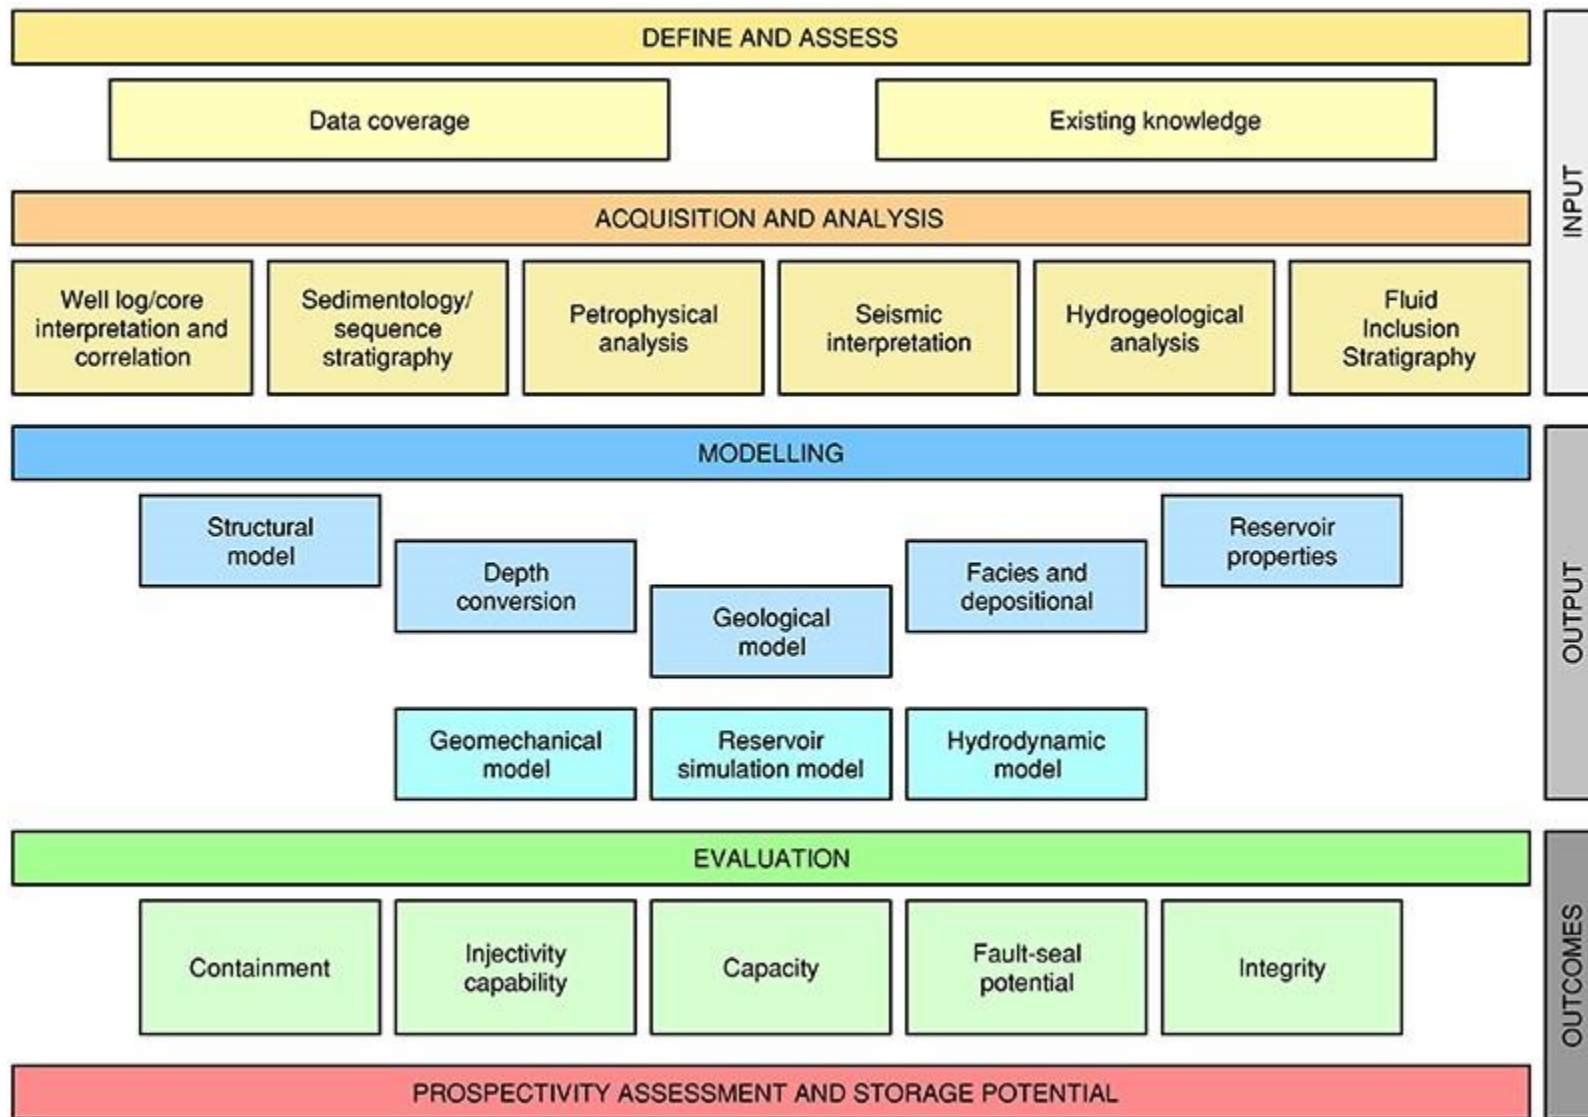 DEFINE AND ASSESS
Data coverage
Existing knowledge
ACQUISITION AND ANALYSIS
Well log/core
interpretation and
correlation
Sedimentology/
sequence
stratigraphy
Petrophysical
analysis
Seismic
interpretation
Hydrogeological
analysis
Fluid
Inclusion
Stratigraphy
INPUT
MODELLING
Structural
model
Depth
conversion
Geological
model
Facies and
depositional
Reservoir
properties
Geomechanical
model
Reservoir
simulation model
Hydrodynamic
model
OUTPUT
EVALUATION
Containment
Injectivity
capability
Capacity
Fault-seal
potential
Integrity
PROSPECTIVITY ASSESSMENT AND STORAGE POTENTIAL
OUTCOMES